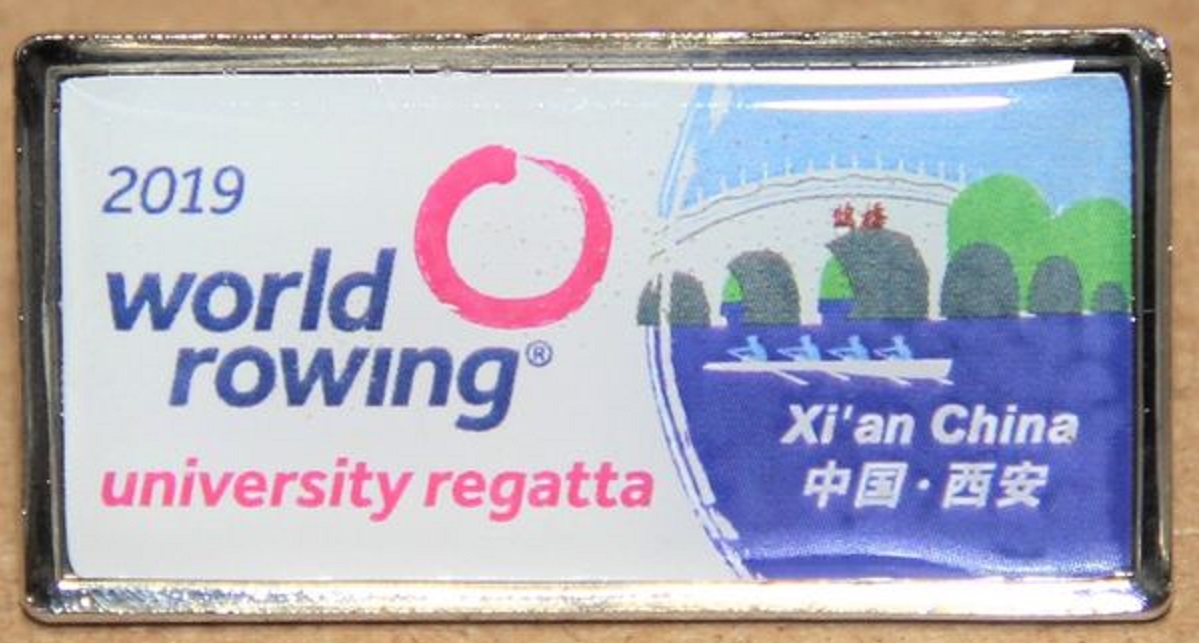 2019
world
rowing®
university regatta
Xi'an China
中国·西安